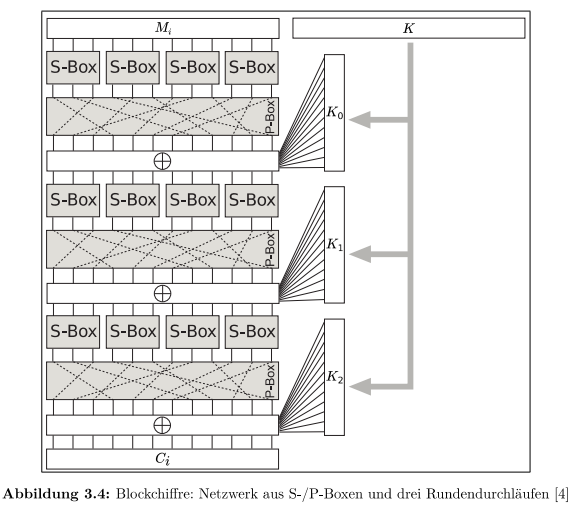 M_i K
S-Box S-Box S-Box S-Box
P-Box
K_0
⊕
S-Box S-Box S-Box S-Box
P-Box
K_1
⊕
S-Box S-Box S-Box S-Box
P-Box
K_2
⊕
C_i
Abbildung 3.4: Blockchiffre: Netzwerk aus S-/P-Boxen und drei Rundendurchläufen [4]